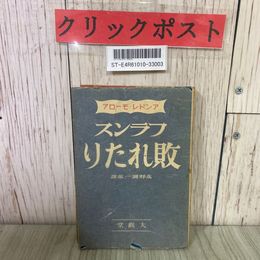 クリックポスト
ST-E4R61010-33003
アンドレ・モーロア
フランス
敗れたり
大觀堂